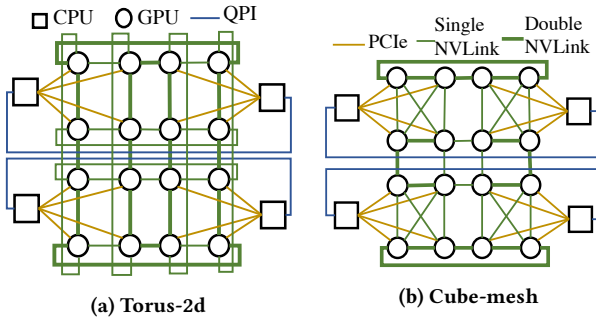 CPU GPU QPI PCIe Single NVLink Double NVLink
(a) Torus-2d
(b) Cube-mesh